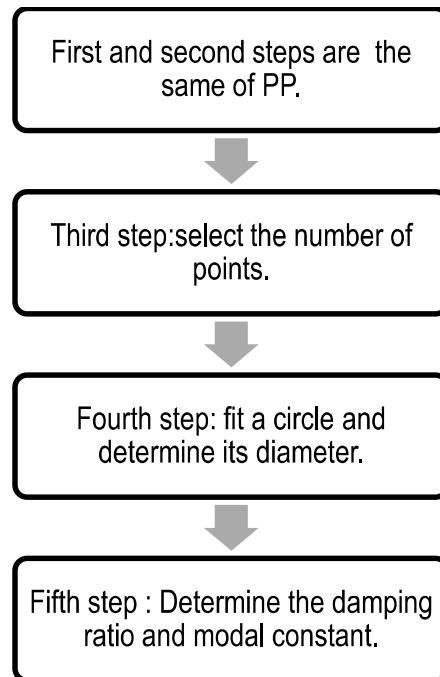 First and second steps are the
same of PP.
Third step:select the number of
points.
Fourth step: fit a circle and
determine its diameter.
Fifth step : Determine the damping
ratio and modal constant.